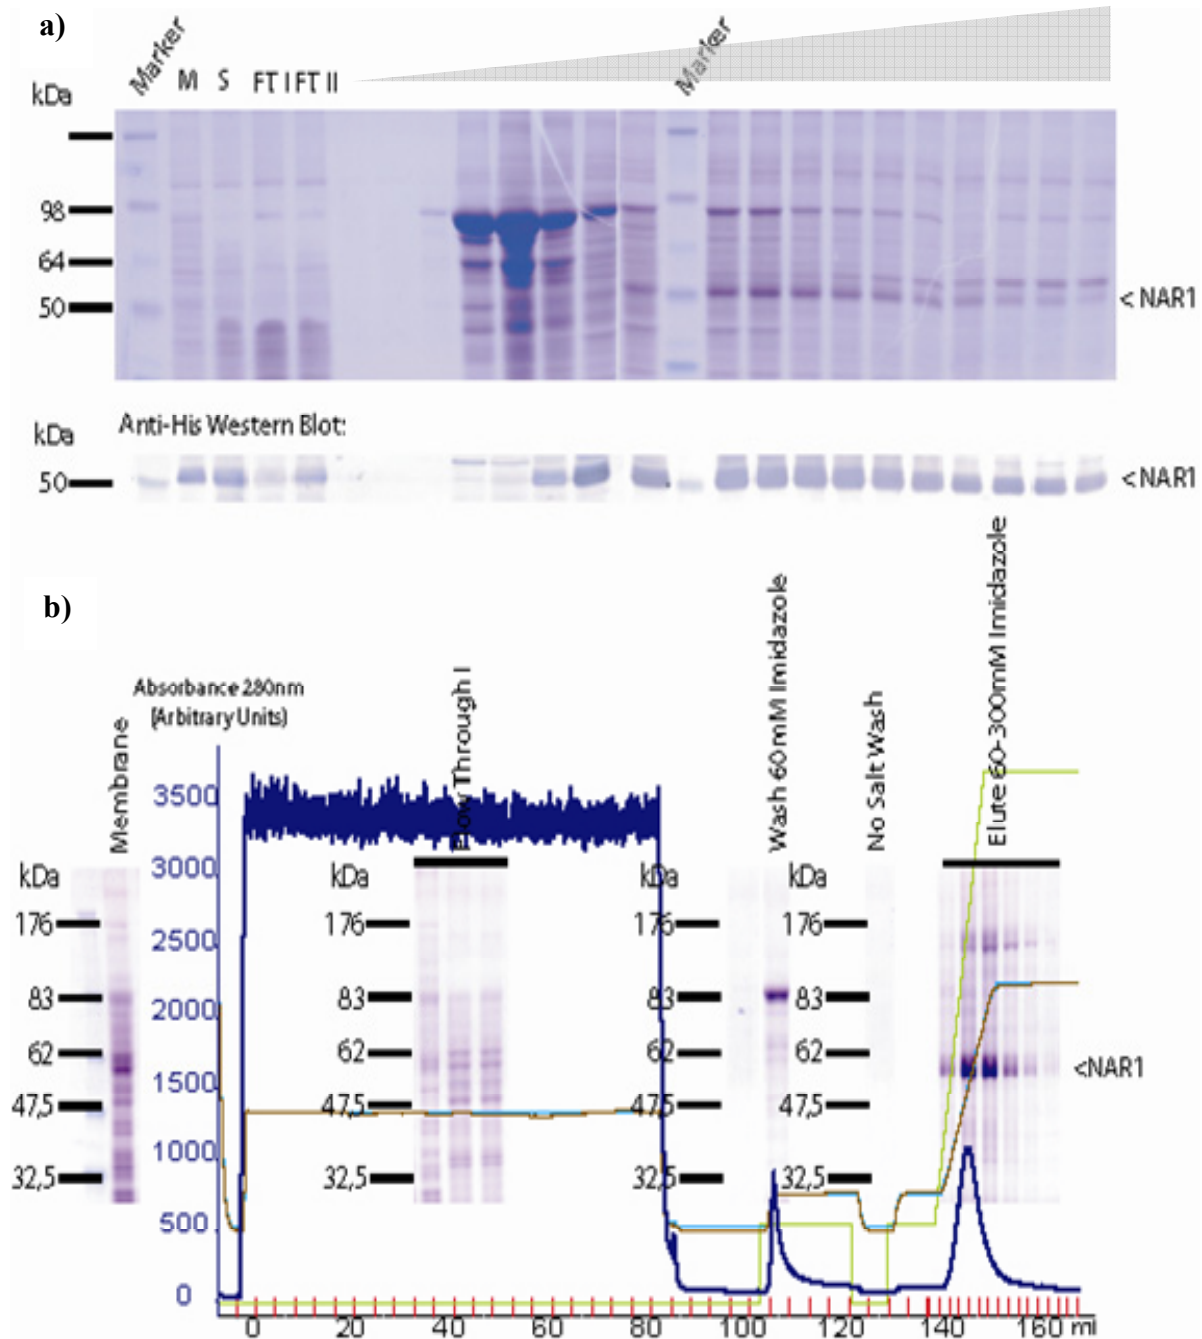 a)
Marker
M S FT I FT II
Marker
kDa
98
64
50
< NAR1
Anti-His Western Blot:
kDa
50
< NAR1
b)
Absorbance 280nm
(Arbitrary Units)
Membrane
Flow Through I
Wash 60mM Imidazole
No Salt Wash
Elute 60-300mM Imidazole
3500
3000
2500
2000
1500
1000
500
0
kDa
176
83
62
47,5
32,5
kDa
176
83
62
47,5
32,5
kDa
176
83
62
47,5
32,5
kDa
176
83
62
47,5
32,5
<NAR1
0 20 40 60 80 100 120 140 160 ml